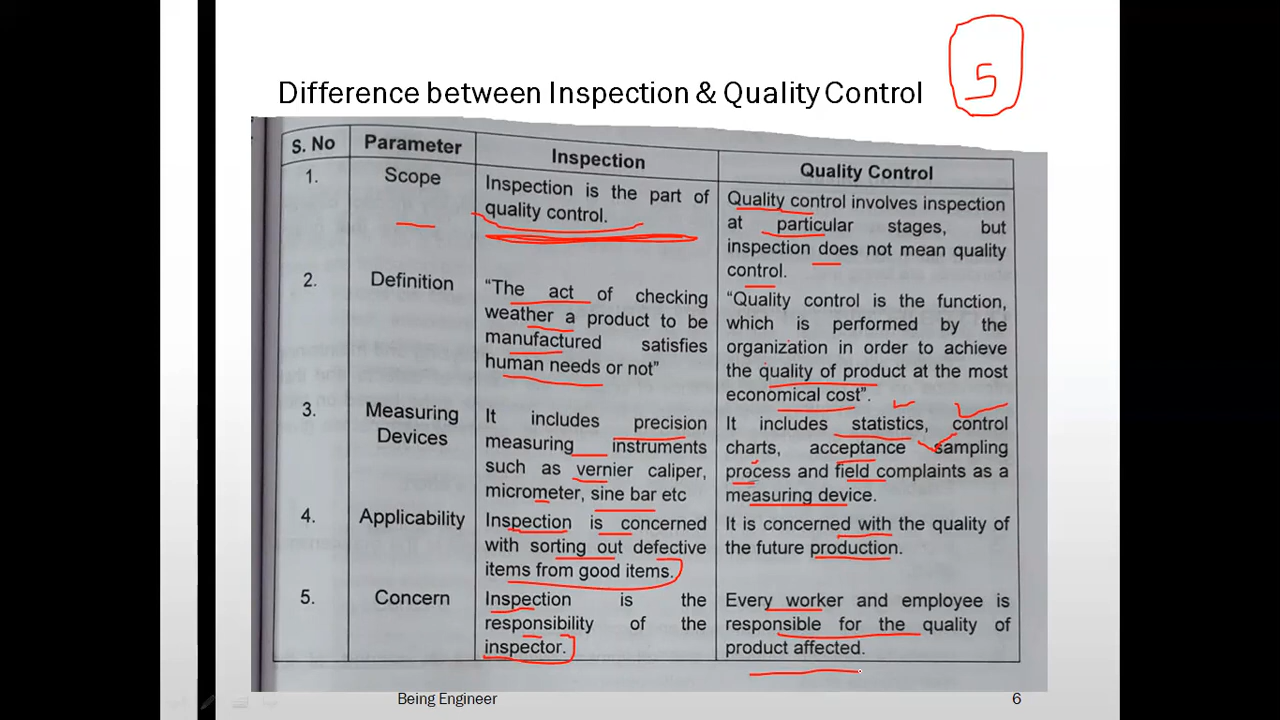 5
Difference between Inspection & Quality Control
S. No Parameter Inspection Quality Control
1. Scope Inspection is the part of
quality control.
Quality control involves inspection
at particular stages, but
inspection does not mean quality
control.
2. Definition "The act of checking
weather a product to be
manufactured satisfies
human needs or not"
"Quality control is the function,
which is performed by the
organization in order to achieve
the quality of product at the most
economical cost".
3. Measuring
Devices
It includes precision
measuring instruments
such as vernier caliper,
micrometer, sine bar etc
It includes statistics, control
charts, acceptance sampling
process and field complaints as a
measuring device.
4. Applicability Inspection is concerned
with sorting out defective
items from good items.
It is concerned with the quality of
the future production.
5. Concern Inspection is the
responsibility of the
inspector.
Every worker and employee is
responsible for the quality of
product affected.
Being Engineer
6